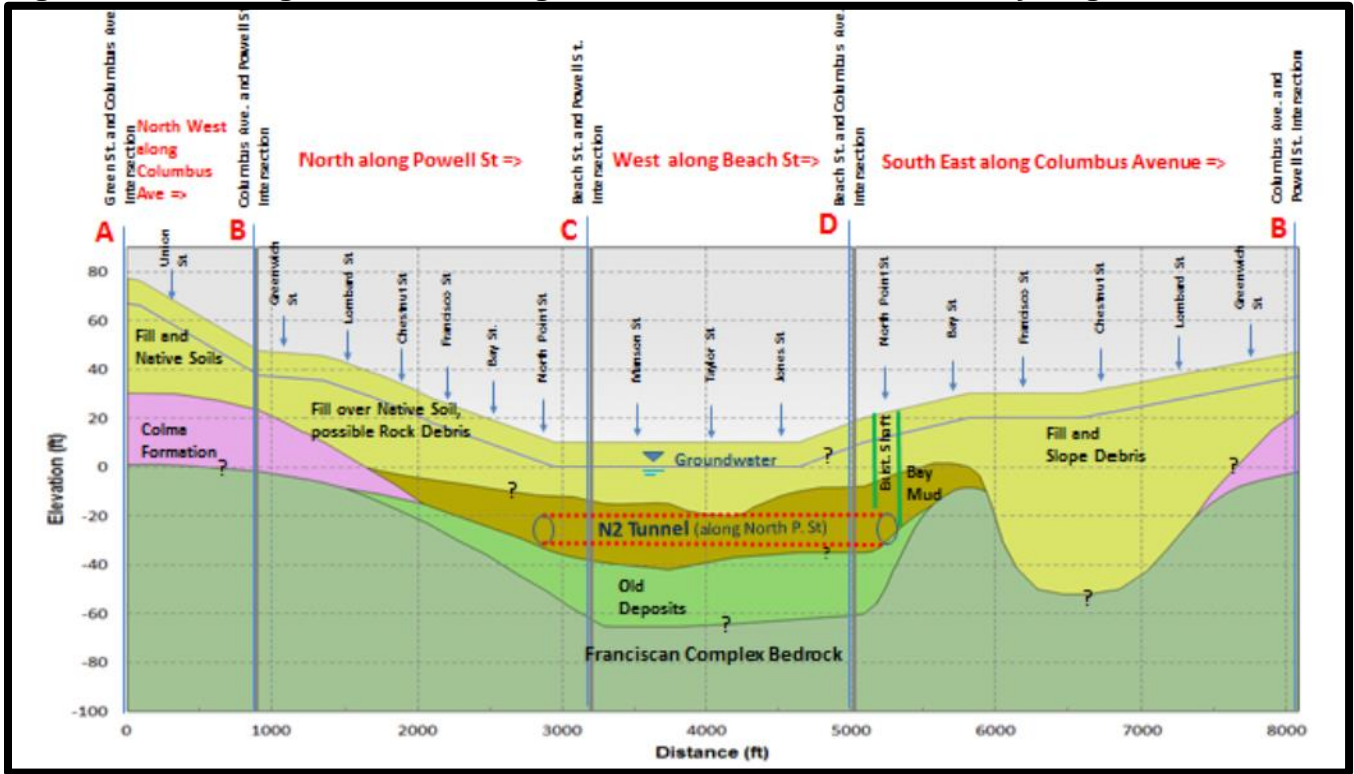 Green St. and Columbus Ave.
Intersection
Columbus Ave. and Powell St.
Intersection
Beach St. and Powell St.
Intersection
Beach St. and Columbus Ave.
Intersection
Columbus Ave. and
Powell St. Intersection
North West
along
Columbus
Ave =>
North along Powell St =>
West along Beach St=>
South East along Columbus Avenue =>
A
B
C
D
B
Union
St
Greenwich
St
Lombard St
Chestnut St
Francisco St
Bay St.
North Point St
Manson St
Taylor St
Jones St
North Point St
Bay St
Francisco St
Chestnut St
Lombard St
Greenwich
St
Fill and
Native Soils
Colma
Formation
?
Fill over Native Soil,
possible Rock Debris
?
Groundwater
?
Exist. Shaft
Bay
Mud
Fill and
Slope Debris
?
N2 Tunnel (along North P. St)
?
Old
Deposits
?
?
Franciscan Complex Bedrock
Elevation (ft)
80
60
40
20
0
-20
-40
-60
-80
-100
0
1000
2000
3000
4000
5000
6000
7000
8000
Distance (ft)